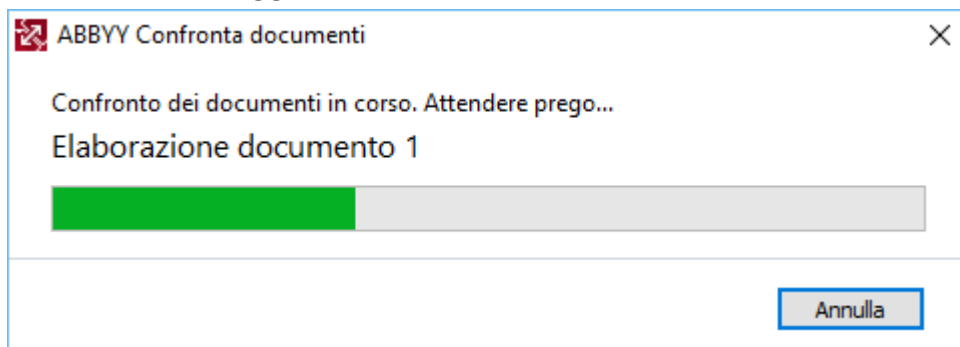 ABBYY Confronta documenti
Confronto dei documenti in corso. Attendere prego...
Elaborazione documento 1
Annulla